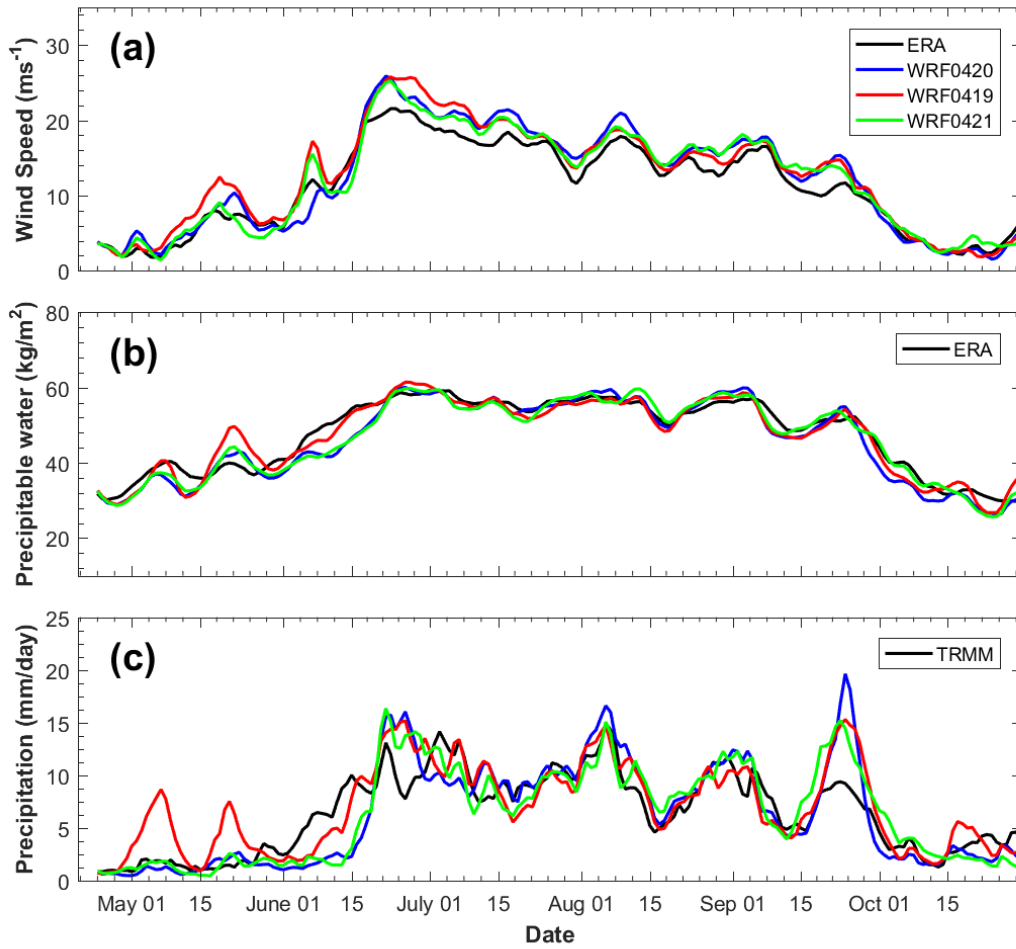 (a)
Wind Speed (ms-1)
30
20
10
0
ERA
WRF0420
WRF0419
WRF0421
(b)
Precipitable water (kg/m2)
80
60
40
20
ERA
(c)
Precipitation (mm/day)
25
20
15
10
5
0
TRMM
May 01 15 June 01 15 July 01 15 Aug 01 15 Sep 01 15 Oct 01 15
Date